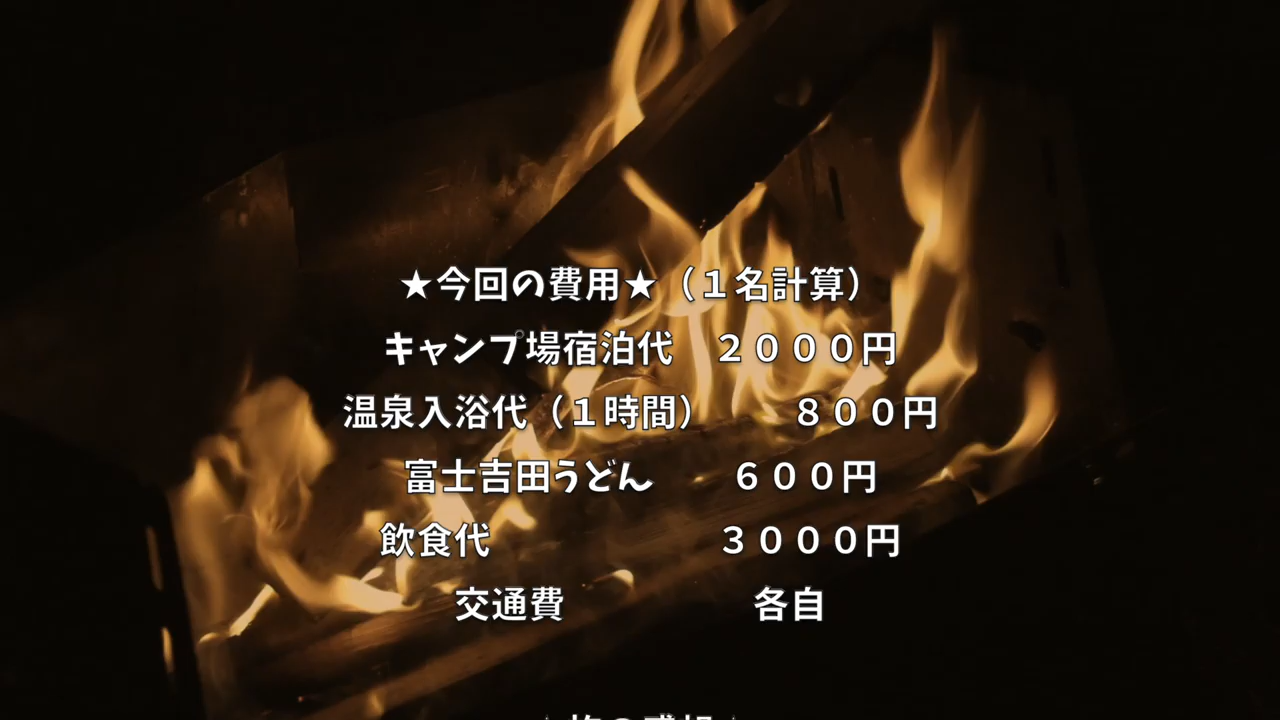 ★今回の費用★（１名計算）
キャンプ場宿泊代　２０００円
温泉入浴代（１時間）　　８００円
富士吉田うどん　　６００円
飲食代　　　　　　３０００円
交通費　　　　　各自